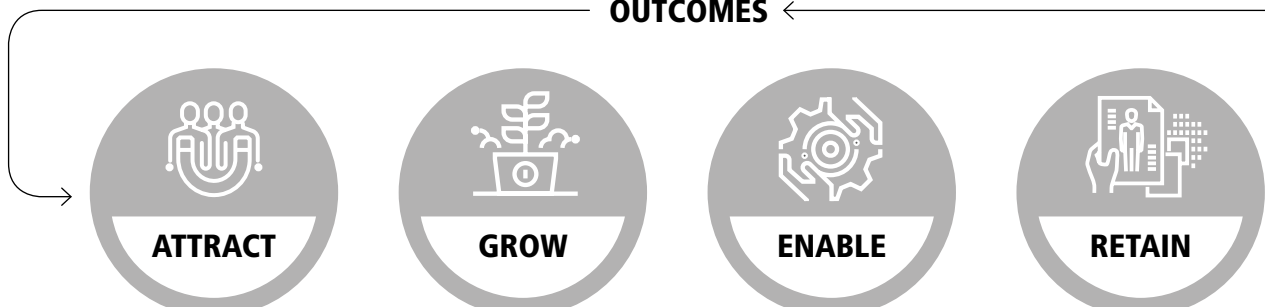 OUTCOMES
ATTRACT
GROW
ENABLE
RETAIN